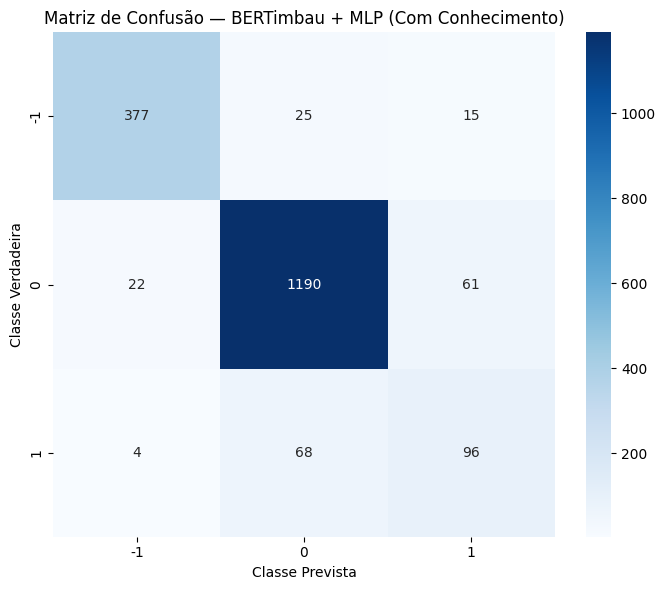 Matriz de Confusão — BERTimbau + MLP (Com Conhecimento)
-1 377 25 15
0 22 1190 61
1 4 68 96
-1 0 1
Classe Prevista
Classe Verdadeira
1000
800
600
400
200